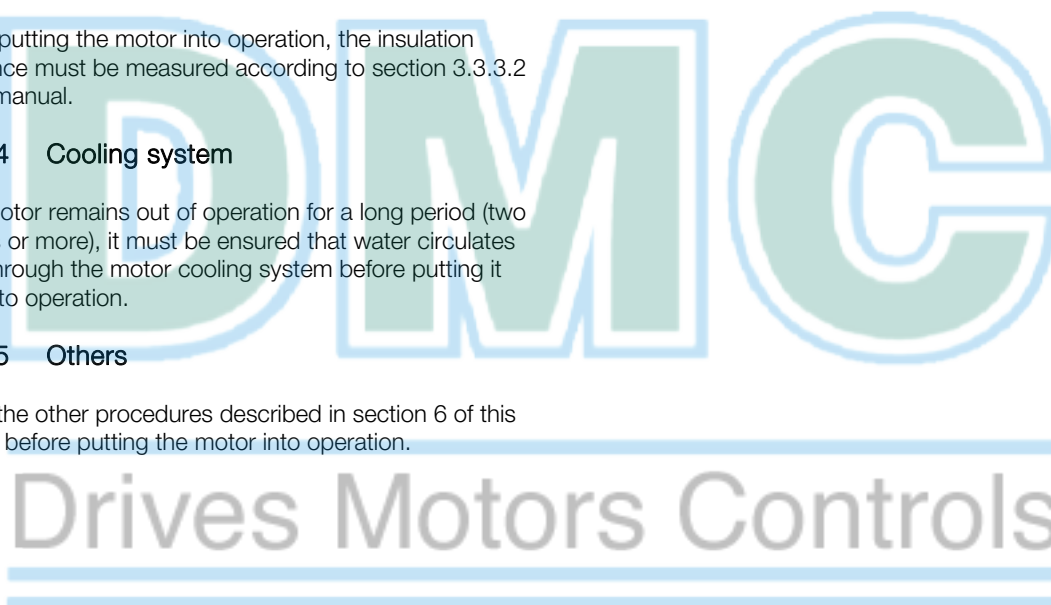 putting the motor into operation, the insulation
nce must be measured according to section 3.3.3.2
manual.
4 Cooling system
otor remains out of operation for a long period (two
s or more), it must be ensured that water circulates
hrough the motor cooling system before putting it
to operation.
5 Others
the other procedures described in section 6 of this
before putting the motor into operation.
DMC
Drives Motors Controls